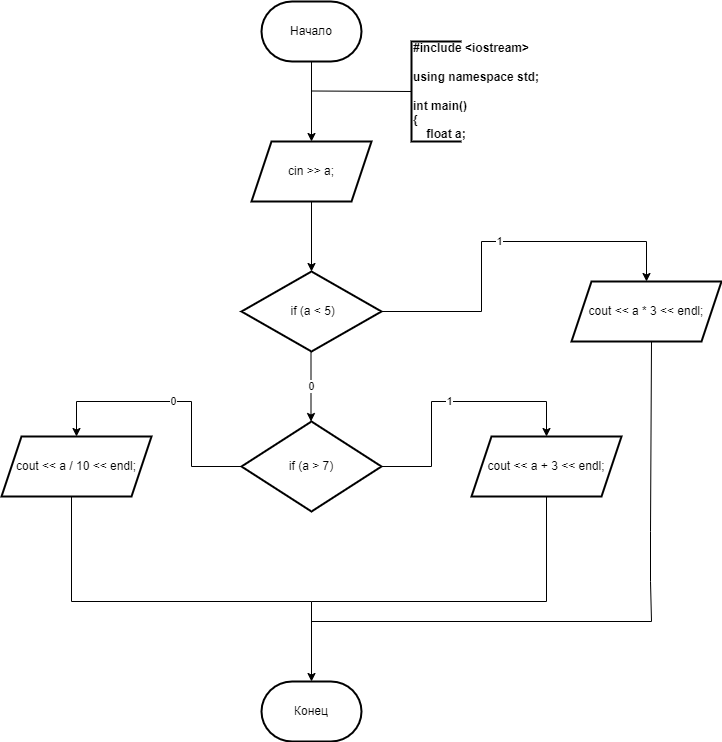 Начало
#include <iostream>
using namespace std;
int main()
{
float a;
cin >> a;
if (a < 5)
1
cout << a * 3 << endl;
0
if (a > 7)
0
1
cout << a / 10 << endl;
cout << a + 3 << endl;
Конец